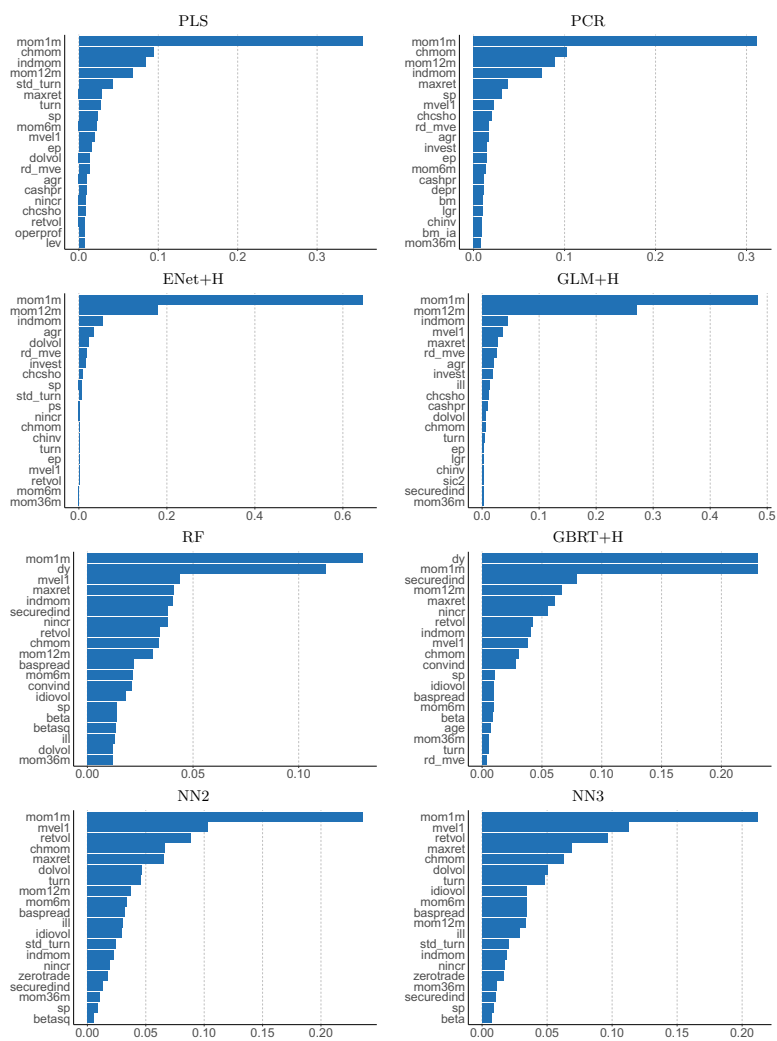 PLS
mom1m
chmom
indmom
mom12m
std_turn
maxret
turn
sp
mom6m
mvel1
ep
dolvol
rd_mve
agr
cashpr
nincr
chcsho
retvol
operprof
lev
0.0 0.1 0.2 0.3
PCR
mom1m
chmom
mom12m
indmom
maxret
sp
mvel1
chcsho
rd_mve
agr
invest
ep
mom6m
cashpr
depr
bm
lgr
chinv
bm_ia
mom36m
0.0 0.1 0.2 0.3
ENet+H
mom1m
mom12m
indmom
agr
dolvol
rd_mve
invest
chcsho
sp
std_turn
ps
nincr
chmom
chinv
turn
ep
mvel1
retvol
mom6m
mom36m
0.0 0.2 0.4 0.6
GLM+H
mom1m
mom12m
indmom
mvel1
maxret
rd_mve
agr
invest
ill
chcsho
cashpr
dolvol
chmom
turn
ep
lgr
chinv
sic2
securedind
mom36m
0.0 0.1 0.2 0.3 0.4 0.5
RF
mom1m
dy
mvel1
maxret
indmom
securedind
nincr
retvol
chmom
mom12m
baspread
mom6m
convind
idiovol
sp
beta
betasq
ill
dolvol
mom36m
0.00 0.05 0.10
GBRT+H
dy
mom1m
securedind
mom12m
maxret
nincr
retvol
indmom
mvel1
chmom
convind
sp
idiovol
baspread
mom6m
beta
age
mom36m
turn
rd_mve
0.00 0.05 0.10 0.15 0.20
NN2
mom1m
mvel1
retvol
chmom
maxret
dolvol
turn
mom12m
mom6m
baspread
ill
idiovol
std_turn
indmom
nincr
zerotrade
securedind
mom36m
sp
betasq
0.00 0.05 0.10 0.15 0.20
NN3
mom1m
mvel1
retvol
maxret
chmom
dolvol
turn
idiovol
mom6m
baspread
mom12m
ill
std_turn
indmom
nincr
zerotrade
mom36m
securedind
sp
beta
0.00 0.05 0.10 0.15 0.20